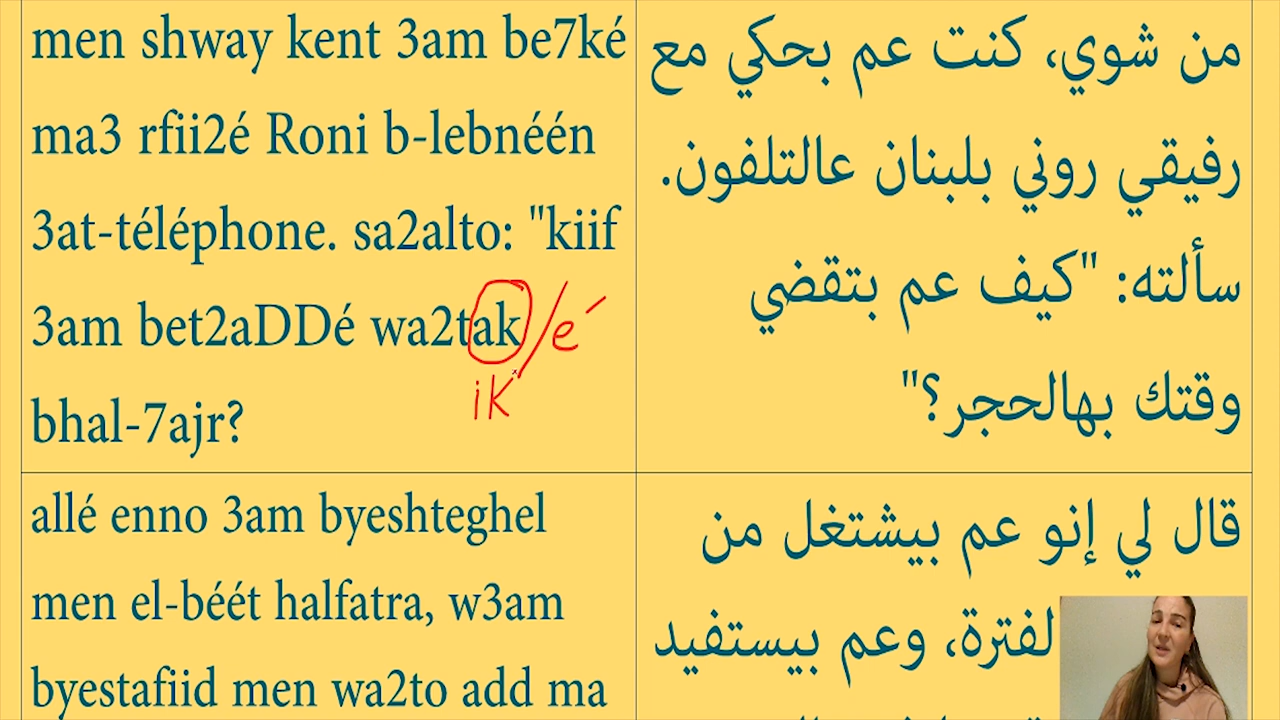 men shway kent 3am be7ké
ma3 rfii2é Roni b-lebnéén
3at-téléphone. sa2alto: "kiif
3am bet2aDDé wa2tak/é
ik
bhal-7ajr?
من شوي، كنت عم بحكي مع
رفيقي روني بلبنان عالتلفون.
سألته: "كيف عم بتقضي
وقتك بهالحجر؟"
allé enno 3am byeshteghel
men el-béét halfatra, w3am
byestafiid men wa2to add ma
قال لي إنو عم بيشتغل من
لفترة، وعم بيستفيد